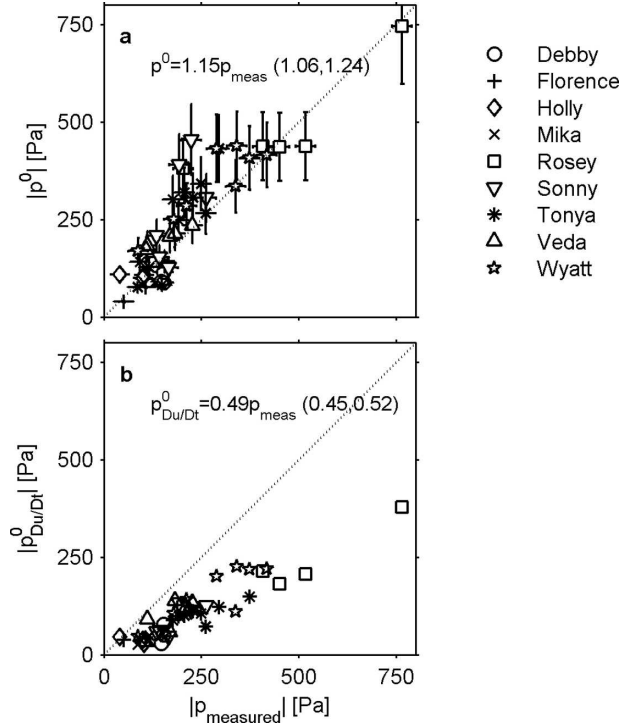 a
p⁰=1.15p_meas (1.06,1.24)
750
500
250
0
|p⁰| [Pa]
Debby
Florence
Holly
Mika
Rosey
Sonny
Tonya
Veda
Wyatt
b
p⁰_Du/Dt=0.49p_meas (0.45,0.52)
750
500
250
0
|p⁰_Du/Dt| [Pa]
0 250 500 750
|p_measured| [Pa]